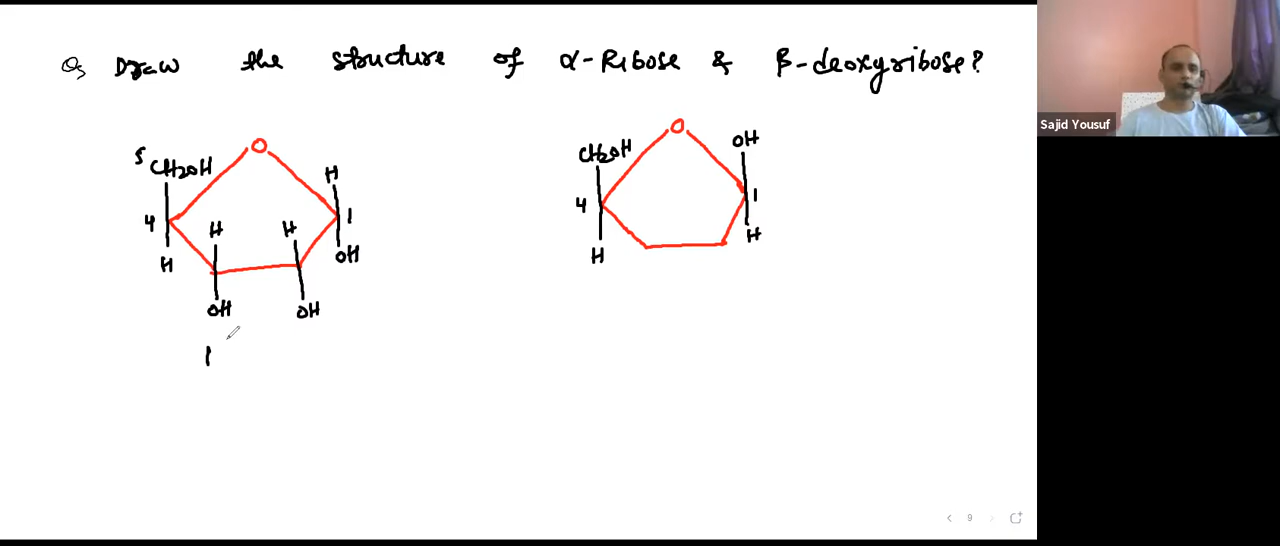 Q, Draw the structure of α-Ribose & β-deoxyribose?
O
O
OH
5 CH2OH
CH2OH
H
4
H
H
1
4
1
H
OH
H
H
OH
OH
1
Sajid Yousuf
9